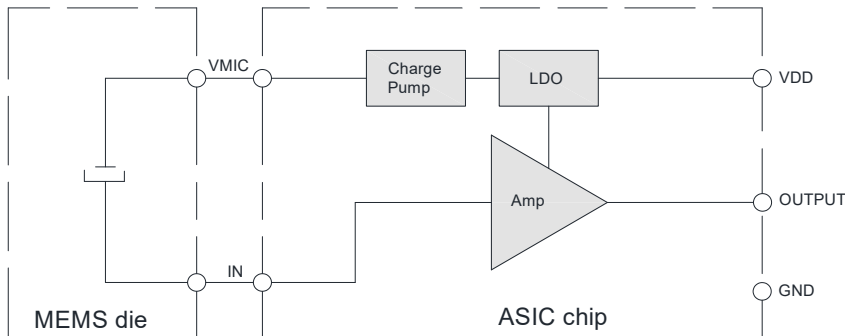 VMIC
Charge
Pump
LDO
VDD
Amp
OUTPUT
IN
GND
MEMS die
ASIC chip